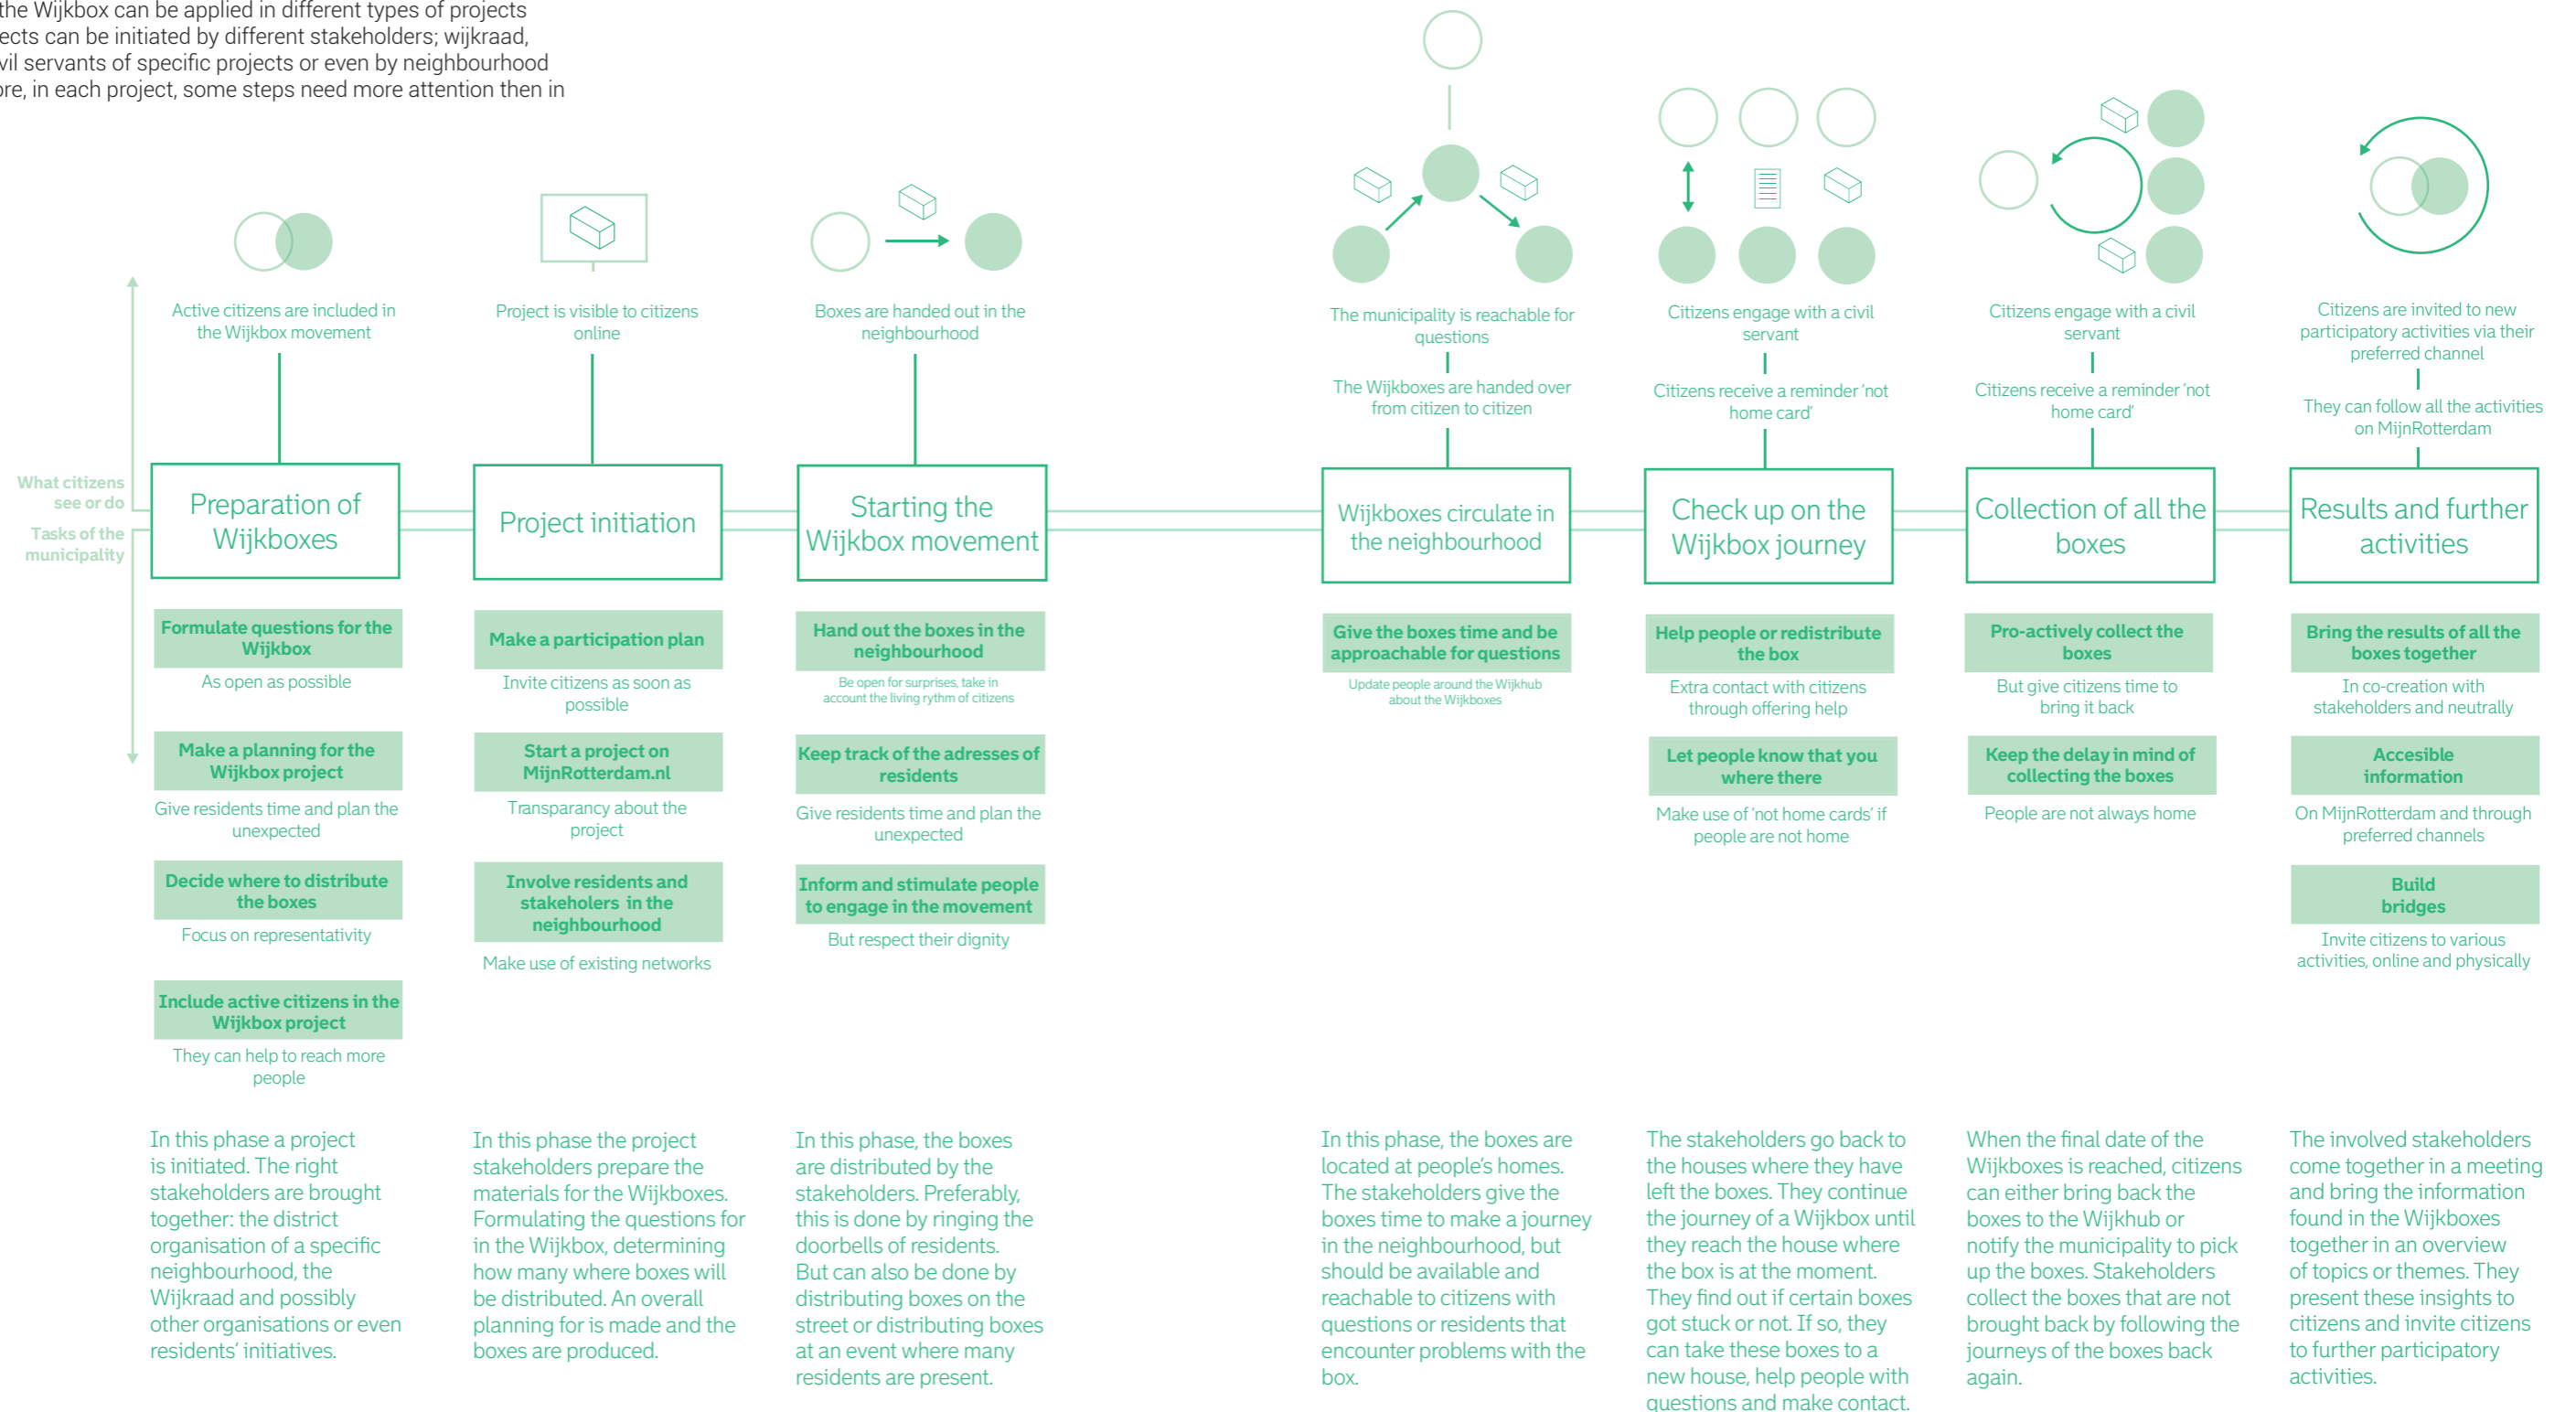 the Wijkbox can be applied in different types of projects
ects can be initiated by different stakeholders; wijkraad,
vil servants of specific projects or even by neighbourhood
ore, in each project, some steps need more attention then in
Active citizens are included in
the Wijkbox movement
Project is visible to citizens
online
Boxes are handed out in the
neighbourhood
The municipality is reachable for
questions
The Wijkboxes are handed over
from citizen to citizen
Citizens engage with a civil
servant
Citizens receive a reminder ‘not
home card’
Citizens engage with a civil
servant
Citizens receive a reminder ‘not
home card’
Citizens are invited to new
participatory activities via their
preferred channel
They can follow all the activities
on MijnRotterdam
What citizens
see or do
Tasks of the
municipality
Preparation of
Wijkboxes
Project initiation
Starting the
Wijkbox movement
Wijkboxes circulate in
the neighbourhood
Check up on the
Wijkbox journey
Collection of all the
boxes
Results and further
activities
Formulate questions for the
Wijkbox
As open as possible
Make a planning for the
Wijkbox project
Give residents time and plan the
unexpected
Decide where to distribute
the boxes
Focus on representativity
Include active citizens in the
Wijkbox project
They can help to reach more
people
Make a participation plan
Invite citizens as soon as
possible
Start a project on
MijnRotterdam.nl
Transparancy about the
project
Involve residents and
stakeholers in the
neighbourhood
Make use of existing networks
Hand out the boxes in the
neighbourhood
Be open for surprises, take in
account the living rythm of citizens
Keep track of the adresses of
residents
Give residents time and plan the
unexpected
Inform and stimulate people
to engage in the movement
But respect their dignity
Give the boxes time and be
approachable for questions
Update people around the Wijkhub
about the Wijkboxes
Help people or redistribute
the box
Extra contact with citizens
through offering help
Let people know that you
where there
Make use of ‘not home cards’ if
people are not home
Pro-actively collect the
boxes
But give citizens time to
bring it back
Keep the delay in mind of
collecting the boxes
People are not always home
Bring the results of all the
boxes together
In co-creation with
stakeholders and neutrally
Accesible
information
On MijnRotterdam and through
preferred channels
Build
bridges
Invite citizens to various
activities, online and physically
In this phase a project
is initiated. The right
stakeholders are brought
together: the district
organisation of a specific
neighbourhood, the
Wijkraad and possibly
other organisations or even
residents’ initiatives.
In this phase the project
stakeholders prepare the
materials for the Wijkboxes.
Formulating the questions for
in the Wijkbox, determining
how many where boxes will
be distributed. An overall
planning for is made and the
boxes are produced.
In this phase, the boxes
are distributed by the
stakeholders. Preferably,
this is done by ringing the
doorbells of residents.
But can also be done by
distributing boxes on the
street or distributing boxes
at an event where many
residents are present.
In this phase, the boxes are
located at people’s homes.
The stakeholders give the
boxes time to make a journey
in the neighbourhood, but
should be available and
reachable to citizens with
questions or residents that
encounter problems with the
box.
The stakeholders go back to
the houses where they have
left the boxes. They continue
the journey of a Wijkbox until
they reach the house where
the box is at the moment.
They find out if certain boxes
got stuck or not. If so, they
can take these boxes to a
new house, help people with
questions and make contact.
When the final date of the
Wijkboxes is reached, citizens
can either bring back the
boxes to the Wijkhub or
notify the municipality to pick
up the boxes. Stakeholders
collect the boxes that are not
brought back by following the
journeys of the boxes back
again.
The involved stakeholders
come together in a meeting
and bring the information
found in the Wijkboxes
together in an overview
of topics or themes. They
present these insights to
citizens and invite citizens
to further participatory
activities.